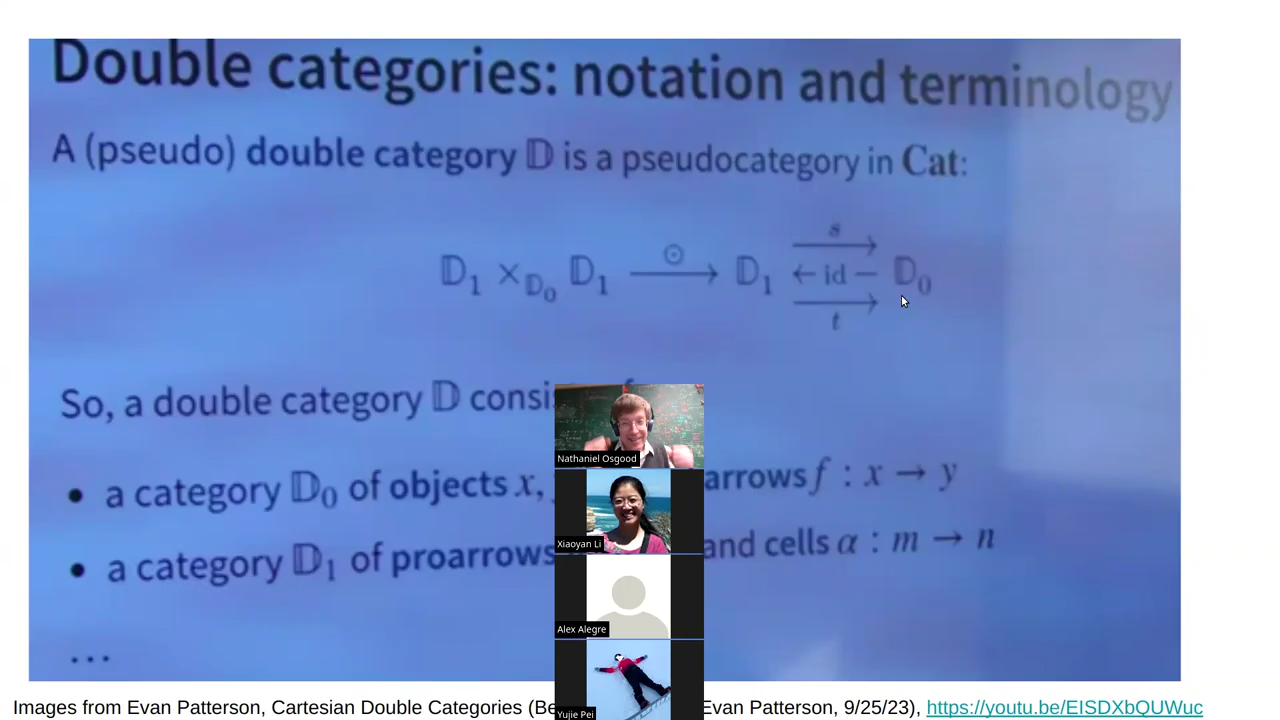 Double categories: notation and terminology
A (pseudo) double category 𝔻 is a pseudocategory in Cat:
𝔻₁ ×_{𝔻₀} 𝔻₁ ⟶^{⊙} 𝔻₁ s ← id − t 𝔻₀
So, a double category 𝔻
a category 𝔻₀ of objects x, arrows f : x → y
a category 𝔻₁ of proarrows and cells α : m → n
...
Nathaniel Osgood
Xiaoyan Li
Alex Alegre
Yujie Pei
Images from Evan Patterson, Cartesian Double Categories Evan Patterson, 9/25/23), https://youtu.be/EISDXbQUWuc